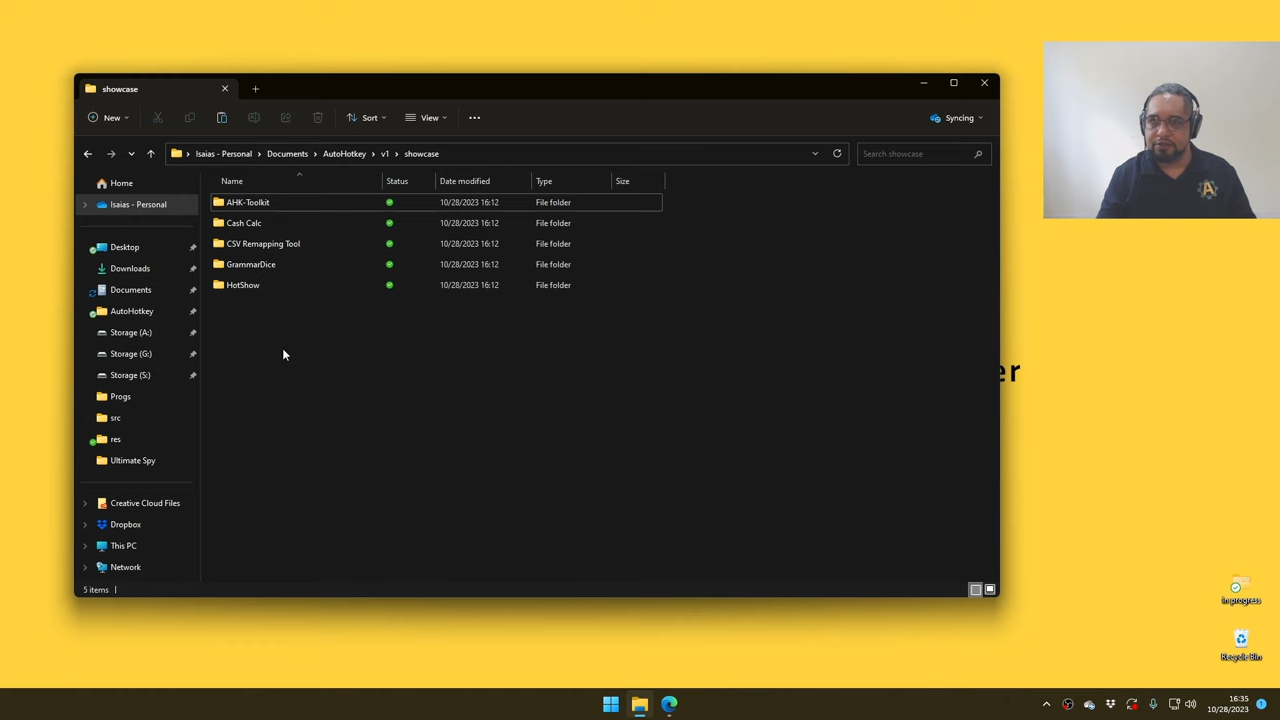 showcase
New
Sort
View
Syncing
Isaias - Personal > Documents > AutoHotkey > v1 > showcase
Search showcase
Name Status Date modified Type Size
Home
Isaias - Personal
Desktop
Downloads
Documents
AutoHotkey
Storage (A:)
Storage (G:)
Storage (S:)
Progs
src
res
Ultimate Spy
Creative Cloud Files
Dropbox
This PC
Network
AHK-Toolkit 10/28/2023 16:12 File folder
Cash Calc 10/28/2023 16:12 File folder
CSV Remapping Tool 10/28/2023 16:12 File folder
GrammarDice 10/28/2023 16:12 File folder
HotShow 10/28/2023 16:12 File folder
5 items
er
A
In progress
Recycle Bin
16:35
10/28/2023
1